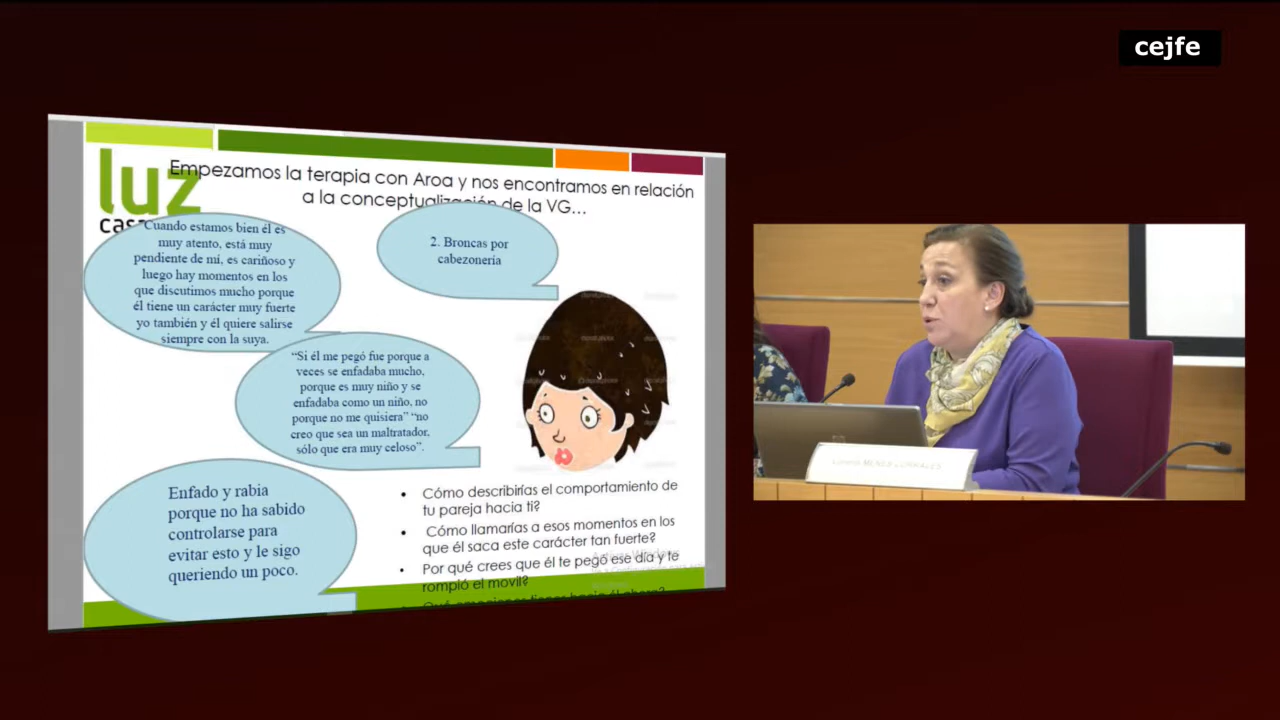 cejfe
luz
Empezamos la terapia con Aroa y nos encontramos en relación
a la conceptualización de la VG...
Cuando estamos bien él es
muy atento, está muy
pendiente de mí, es cariñoso y
luego hay momentos en los
que discutimos mucho porque
él tiene un carácter muy fuerte
yo también y él quiere salirse
siempre con la suya.
2. Broncas por
cabezonería
"Si él me pegó fue porque a
veces se enfadaba mucho,
porque es muy niño y se
enfadaba como un niño, no
porque no me quisiera" "no
creo que sea un maltratador,
sólo que era muy celoso".
Enfado y rabia
porque no ha sabido
controlarse para
evitar esto y le sigo
queriendo un poco.
• Cómo describirías el comportamiento de
tu pareja hacia ti?
• Cómo llamarías a esos momentos en los
que él saca este carácter tan fuerte?
• Por qué crees que él te pegó ese día y te
rompió el movil?